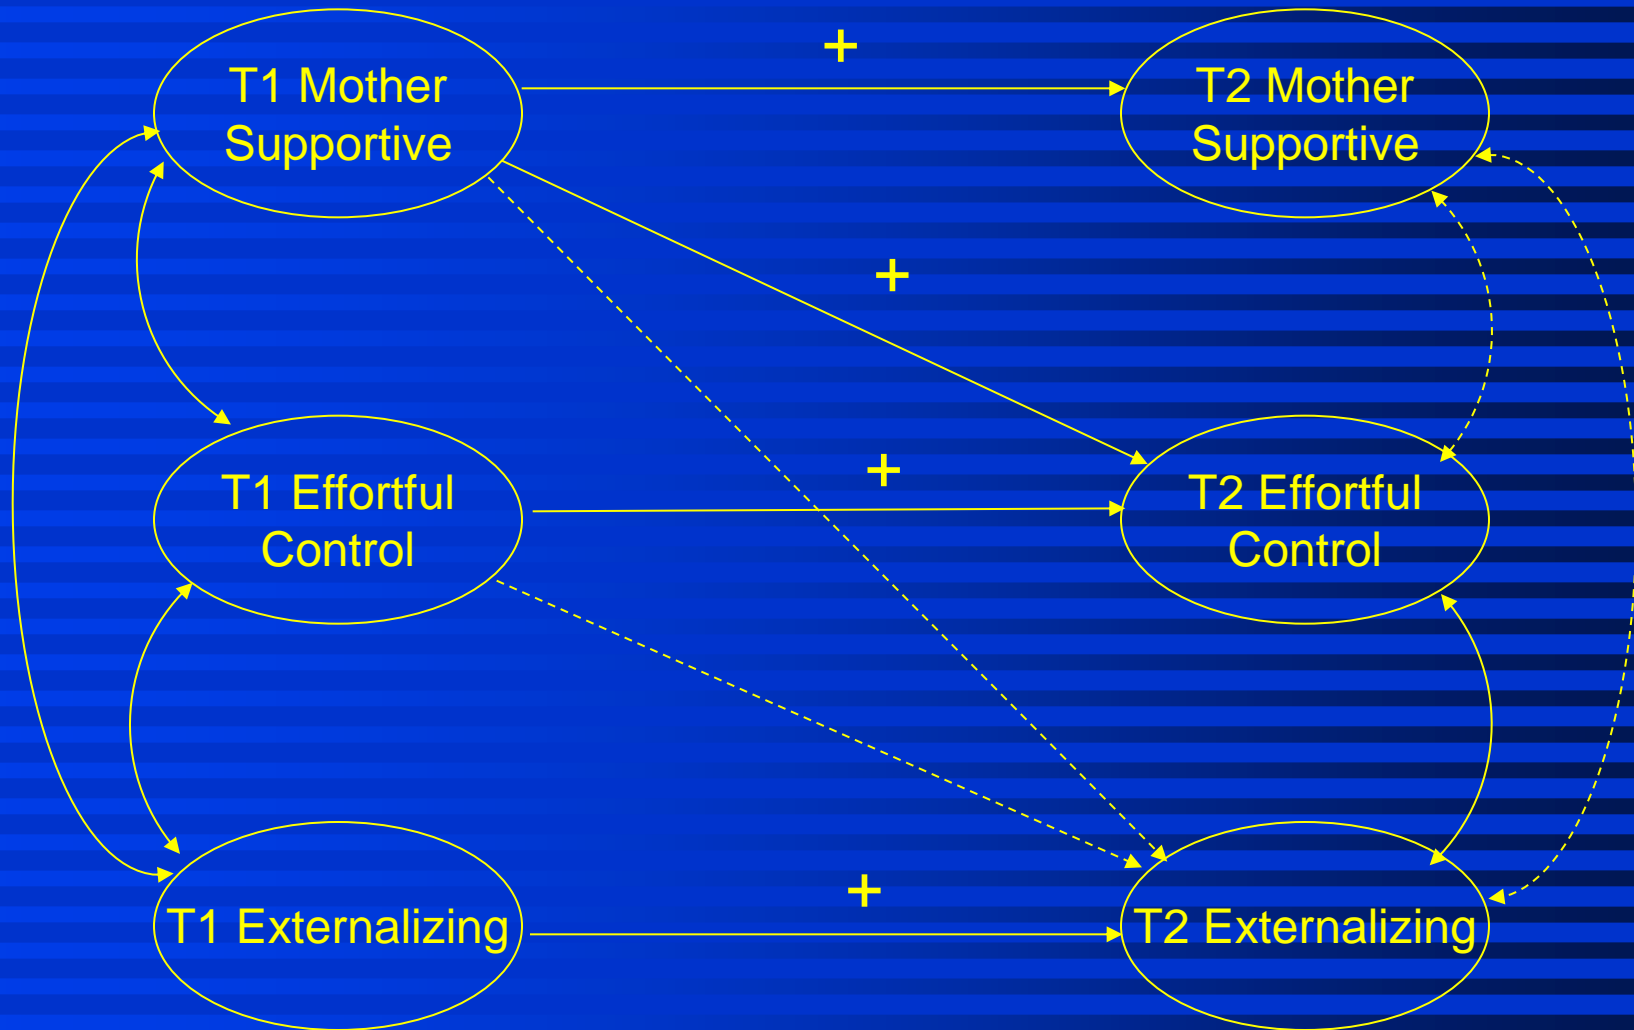 +
T1 Mother
Supportive
T2 Mother
Supportive
+
+
T1 Effortful
Control
T2 Effortful
Control
+
T1 Externalizing
T2 Externalizing